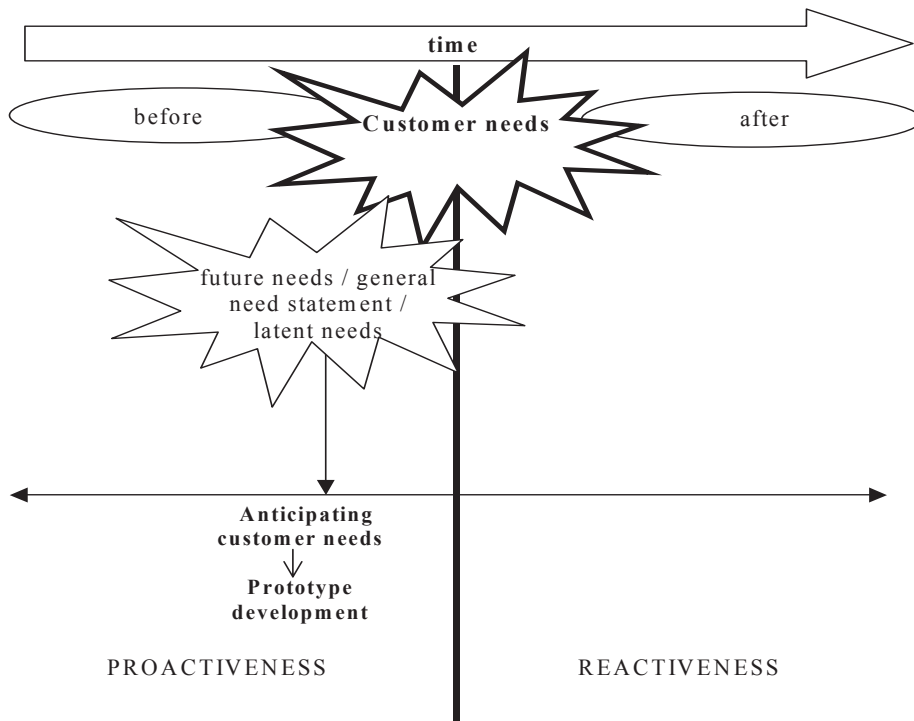 time
before
Customer needs
after
future needs / general
need statement /
latent needs
Anticipating
customer needs
Prototype
development
PROACTIVENESS
REACTIVENESS